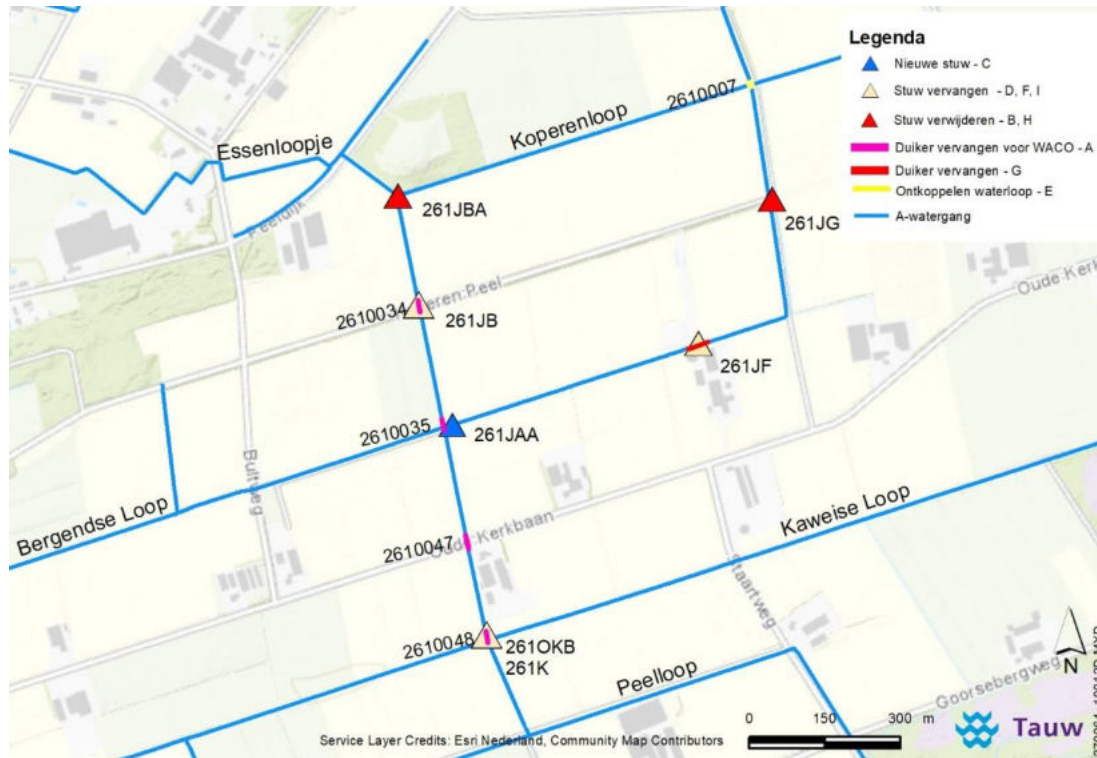 Legenda
Nieuwe stuw - C
Stuw vervangen - D, F, I
Stuw verwijderen - B, H
Duiker vervangen voor WACO - A
Duiker vervangen - G
Ontkoppelen waterloop - E
A-watergang
2610007
Koperenloop
Essenloopje
Peeldijk
261JBA
261JG
eren Peel
2610034
261JB
Oude Kerk
261JF
2610035
261JAA
Bultweg
Bergendse Loop
Kaweise Loop
Oude Kerkbaan
2610047
Staartweg
2610048
261OKB
261K
Peelloop
Goorsebergweg
N
0 150 300 m
Service Layer Credits: Esri Nederland, Community Map Contributors
Tauw